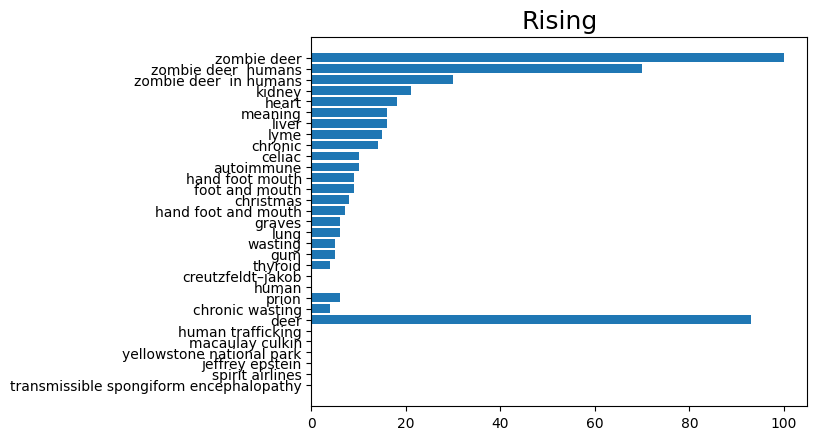 Rising
zombie deer
zombie deer  humans
zombie deer  in humans
kidney
heart
meaning
liver
lyme
chronic
celiac
autoimmune
hand foot mouth
foot and mouth
christmas
hand foot and mouth
graves
lung
wasting
gum
thyroid
creutzfeldt–jakob
human
prion
chronic wasting
deer
human trafficking
macaulay culkin
yellowstone national park
jeffrey epstein
spirit airlines
transmissible spongiform encephalopathy
0 20 40 60 80 100